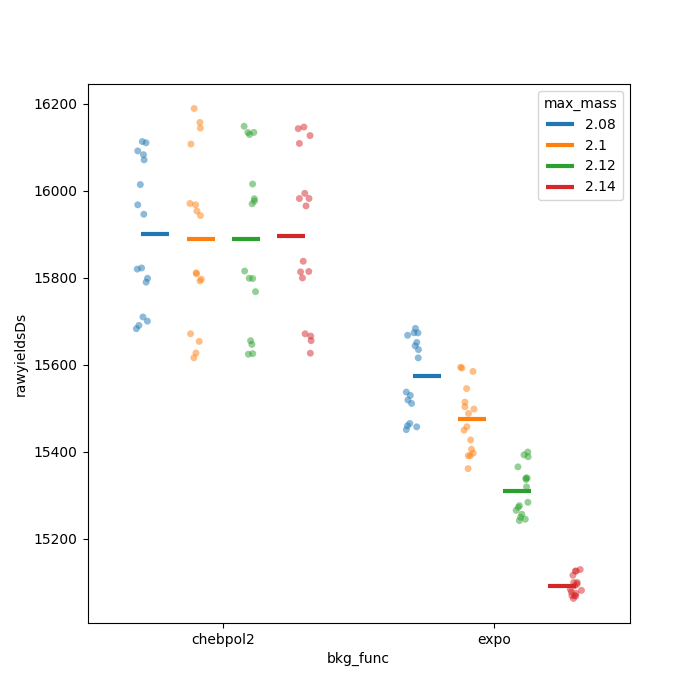 max_mass
2.08
2.1
2.12
2.14
16200
16000
15800
15600
15400
15200
rawyieldsDs
chebpol2
expo
bkg_func